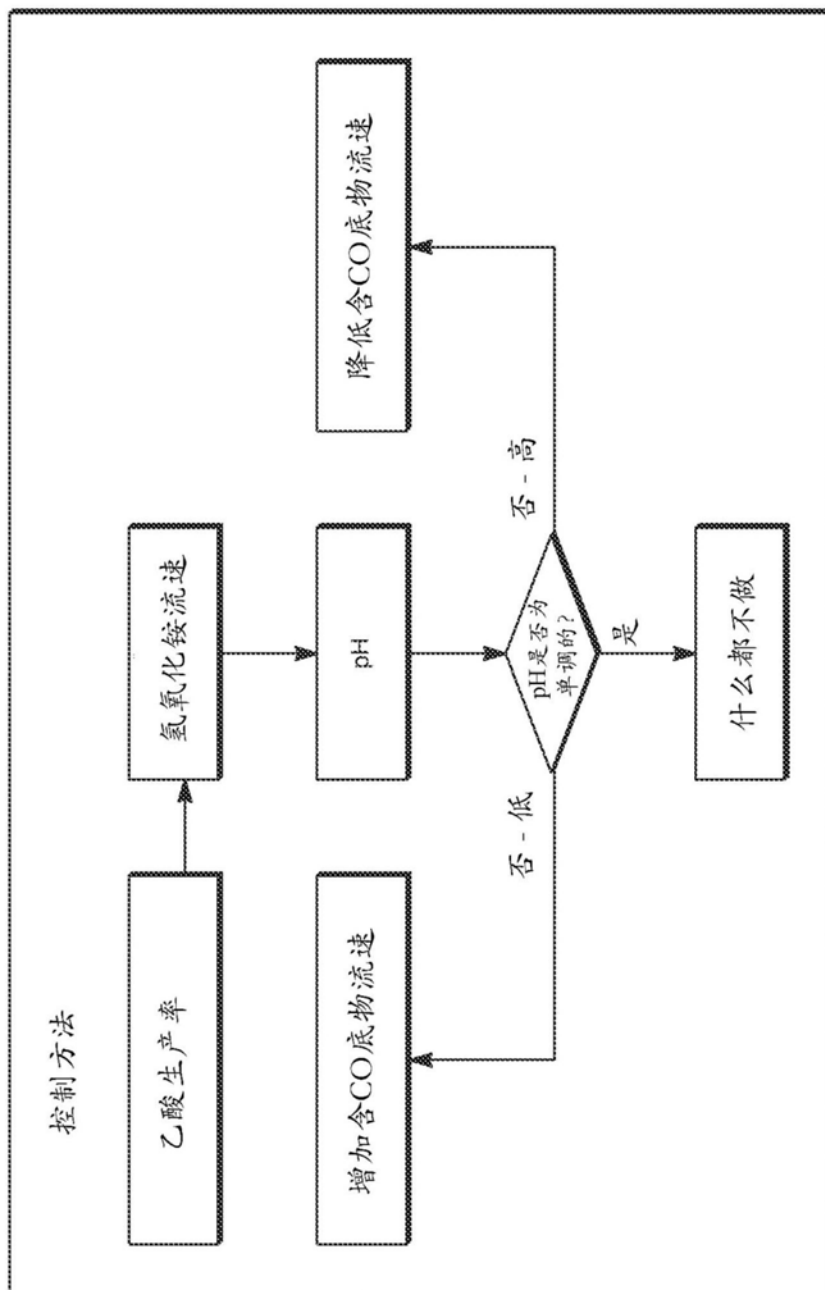 控制方法
乙酸生产率
氢氧化铵流速
增加含CO底物流速
pH
降低含CO底物流速
否 - 低
pH是否为
单调的?
否 - 高
是
什么都不做